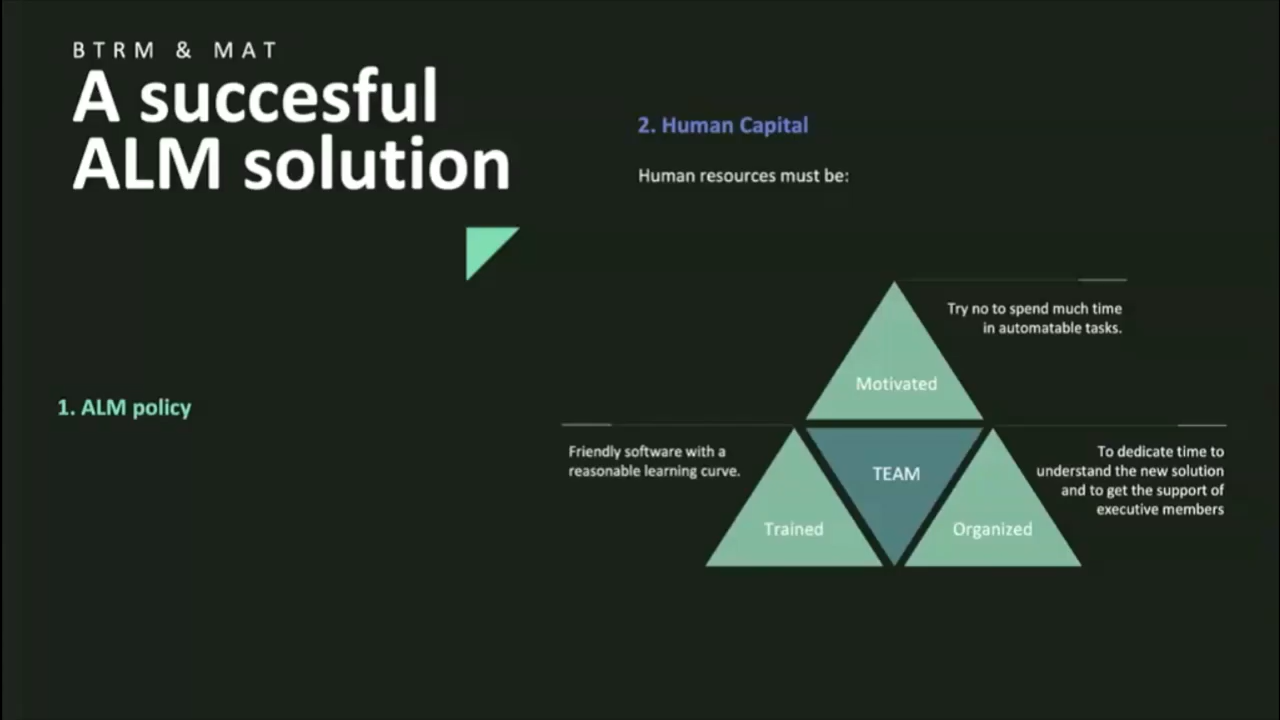 BTRM & MAT
A succesful
ALM solution
1. ALM policy
2. Human Capital
Human resources must be:
Try no to spend much time
in automatable tasks.
Motivated
Friendly software with a
reasonable learning curve.
TEAM
To dedicate time to
understand the new solution
and to get the support of
executive members
Trained
Organized